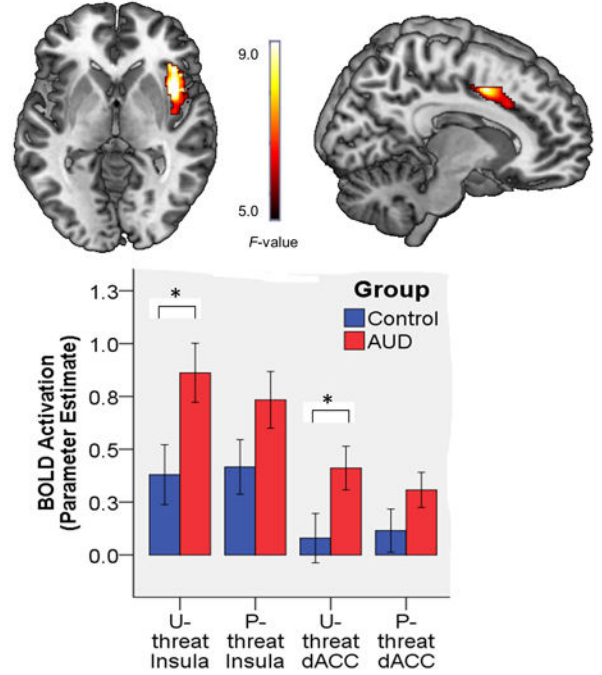 9.0
5.0
F-value
Group
Control
AUD
*
*
BOLD Activation
(Parameter Estimate)
1.3
1.0
0.8
0.5
0.3
0.0
U-
threat
Insula
P-
threat
Insula
U-
threat
dACC
P-
threat
dACC